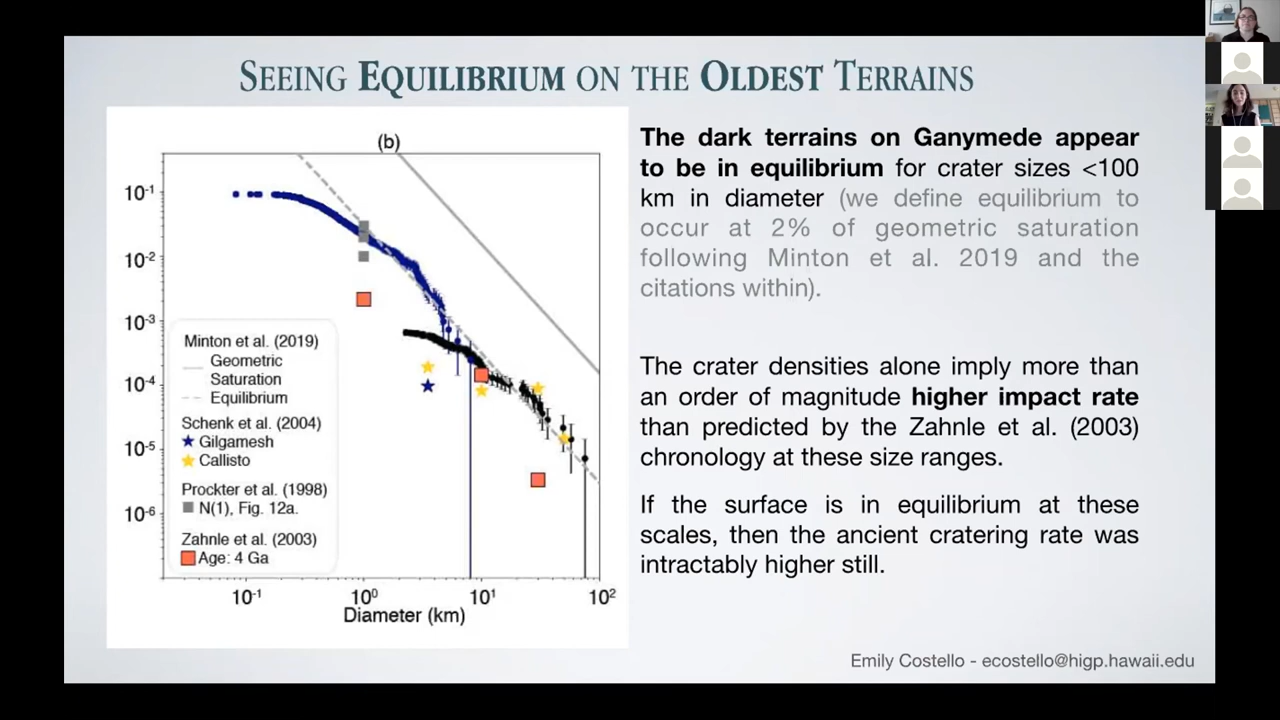 SEEING EQUILIBRIUM ON THE OLDEST TERRAINS
(b)
10-1
10-2
10-3
10-4
10-5
10-6
Minton et al. (2019)
Geometric
Saturation
Equilibrium
Schenk et al. (2004)
Gilgamesh
Callisto
Prockter et al. (1998)
N(1), Fig. 12a.
Zahnle et al. (2003)
Age: 4 Ga
10-1 100 101 102
Diameter (km)
The dark terrains on Ganymede appear
to be in equilibrium for crater sizes <100
km in diameter (we define equilibrium to
occur at 2% of geometric saturation
following Minton et al. 2019 and the
citations within).
The crater densities alone imply more than
an order of magnitude higher impact rate
than predicted by the Zahnle et al. (2003)
chronology at these size ranges.
If the surface is in equilibrium at these
scales, then the ancient cratering rate was
intractably higher still.
Emily Costello - ecostello@higp.hawaii.edu